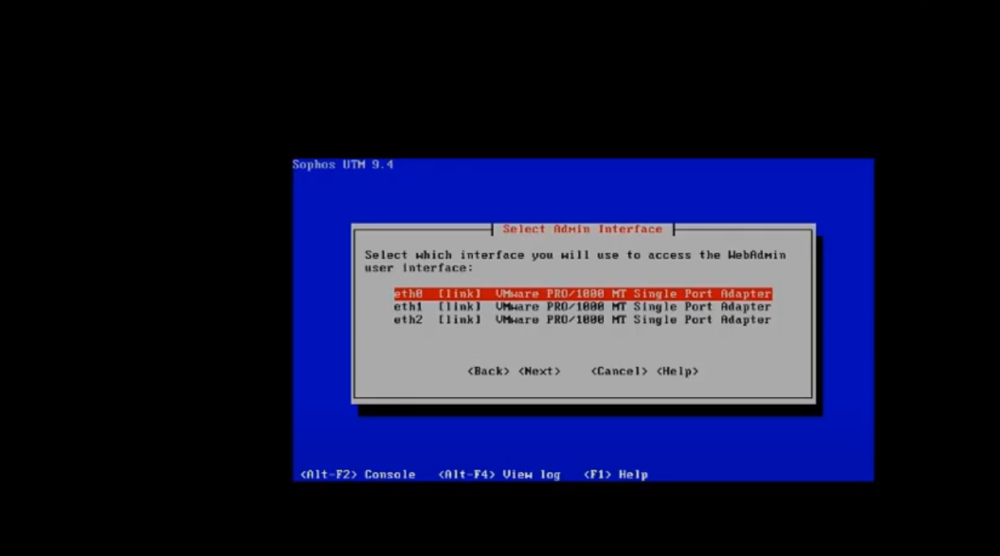 Sophos UTM 9.4
Select Admin Interface
Select which interface you will use to access the WebAdmin
user interface:
eth0 [link] VMware PRO/1000 MT Single Port Adapter
eth1 [link] VMware PRO/1000 MT Single Port Adapter
eth2 [link] VMware PRO/1000 MT Single Port Adapter
<Back> <Next> <Cancel> <Help>
<Alt-F2> Console <Alt-F4> View log <F1> Help